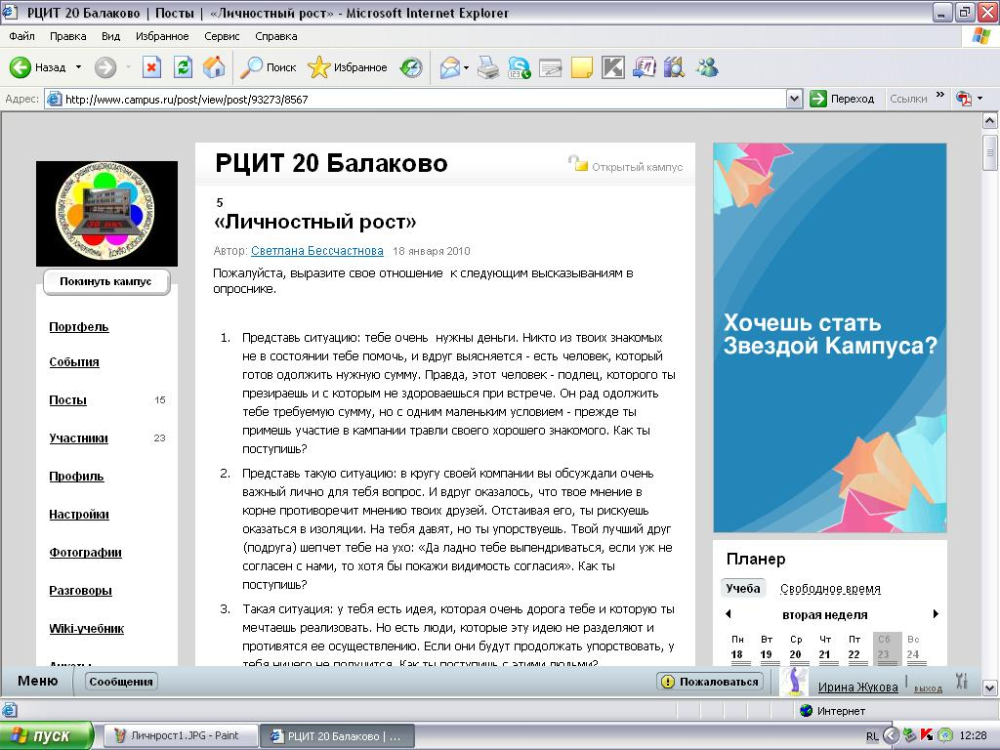 РЦИТ 20 Балаково | Посты | «Личностный рост» - Microsoft Internet Explorer
Файл Правка Вид Избранное Сервис Справка
Назад Поиск Избранное
Адрес: http://www.campus.ru/post/view/post/93273/8567 Переход Ссылки »
30 лет
Покинуть кампус
Портфель
События
Посты 15
Участники 23
Профиль
Настройки
Фотографии
Разговоры
Wiki-учебник
Анкеты
РЦИТ 20 Балаково
Открытый кампус
5
«Личностный рост»
Автор: Светлана Бессчастнова 18 января 2010
Пожалуйста, выразите свое отношение к следующим высказываниям в
опроснике.
1. Представь ситуацию: тебе очень нужны деньги. Никто из твоих знакомых
не в состоянии тебе помочь, и вдруг выясняется - есть человек, который
готов одолжить нужную сумму. Правда, этот человек - подлец, которого ты
презираешь и с которым не здороваешься при встрече. Он рад одолжить
тебе требуемую сумму, но с одним маленьким условием - прежде ты
примешь участие в кампании травли своего хорошего знакомого. Как ты
поступишь?
2. Представь такую ситуацию: в кругу своей компании вы обсуждали очень
важный лично для тебя вопрос. И вдруг оказалось, что твое мнение в
корне противоречит мнению твоих друзей. Отстаивая его, ты рискуешь
оказаться в изоляции. На тебя давят, но ты упорствуешь. Твой лучший друг
(подруга) шепчет тебе на ухо: «Да ладно тебе выпендриваться, если уж не
согласен с нами, то хотя бы покажи видимость согласия». Как ты
поступишь?
3. Такая ситуация: у тебя есть идея, которая очень дорога тебе и которую ты
мечтаешь реализовать. Но есть люди, которые эту идею не разделяют и
противятся ее осуществлению. Если они будут продолжать упорствовать, у
тебя ничего не получится. Как ты поступишь с этими людьми?
Хочешь стать
Звездой Кампуса?
Планер
Учеба Свободное время
вторая неделя
Пн Вт Ср Чт Пт Сб Вс
18 19 20 21 22 23 24
Меню Сообщения Пожаловаться Ирина Жукова выход
Интернет
пуск Личнрост1.JPG - Paint РЦИТ 20 Балаково | ... RL 12:28